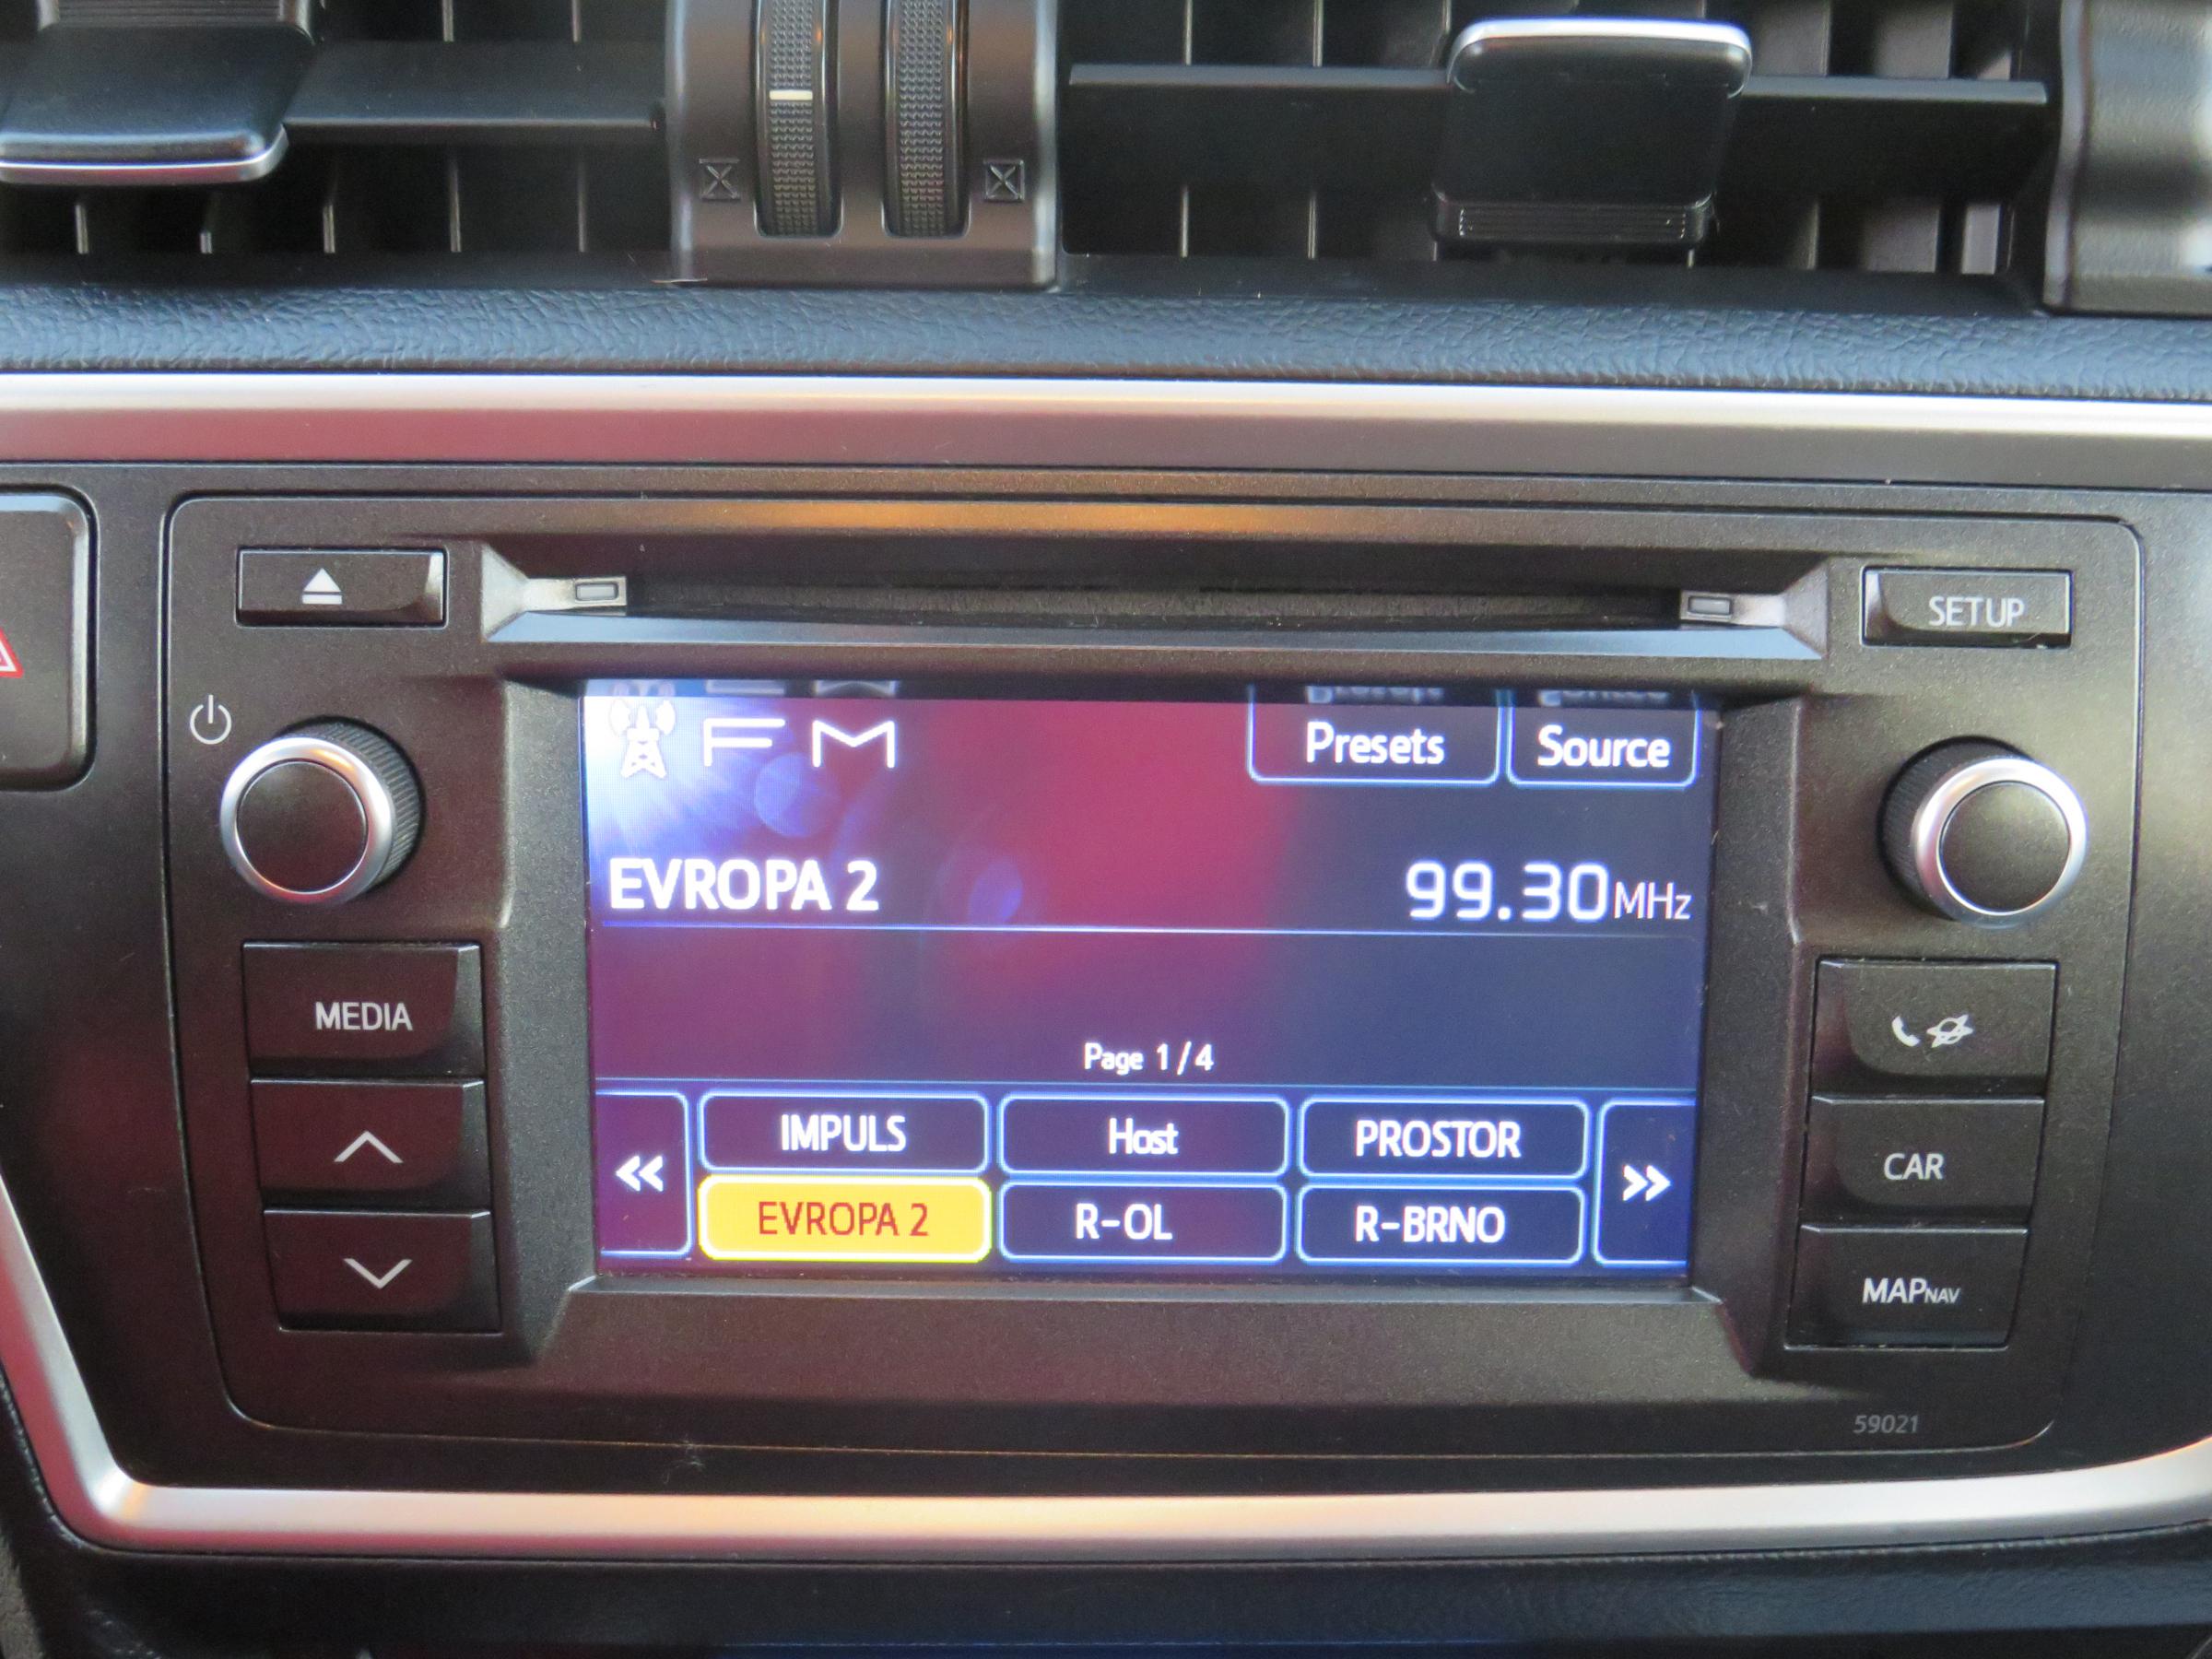 SETUP
FM
Presets
Source
EVROPA 2
99.30MHz
MEDIA
Page 1/4
IMPULS
Host
PROSTOR
CAR
EVROPA 2
R-OL
R-BRNO
MAPNAV
59021